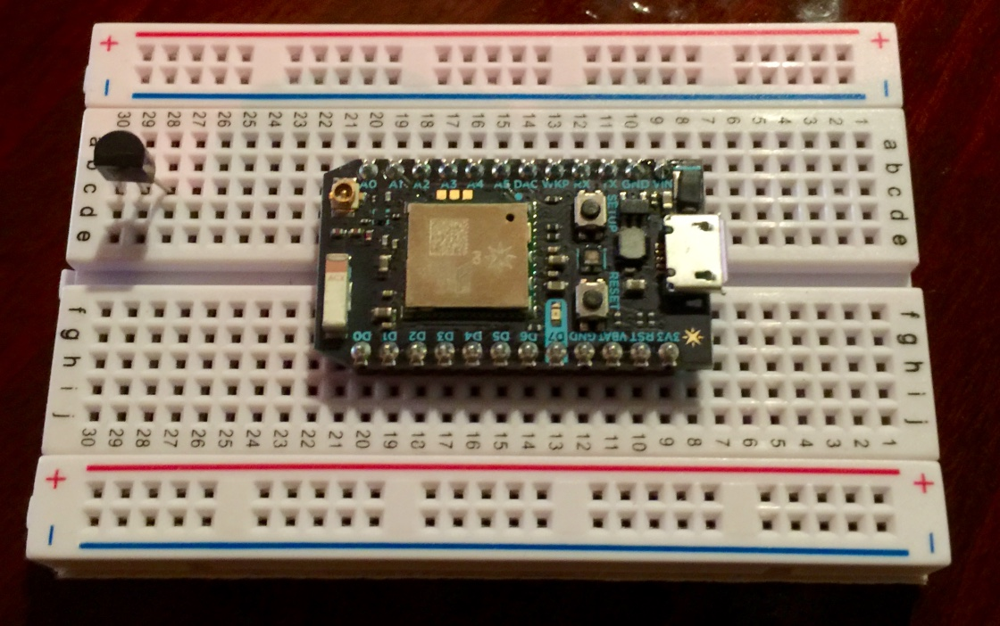 + +
- -
30 29 28 27 26 25 24 23 22 21 20 19 18 17 16 15 14 13 12 11 10 9 8 7 6 5 4 3 2 1
a a
b b
c c
d d
e e
A0 A1 A2 A3 A4 A5 DAC WKP RX TX GND VIN
SETUP
RESET
D0 D1 D2 D3 D4 D5 D6 D7 GND VBAT RST 3V3
f f
g g
h h
i i
j j
30 29 28 27 26 25 24 23 22 21 20 19 18 17 16 15 14 13 12 11 10 9 8 7 6 5 4 3 2 1
+ +
- -